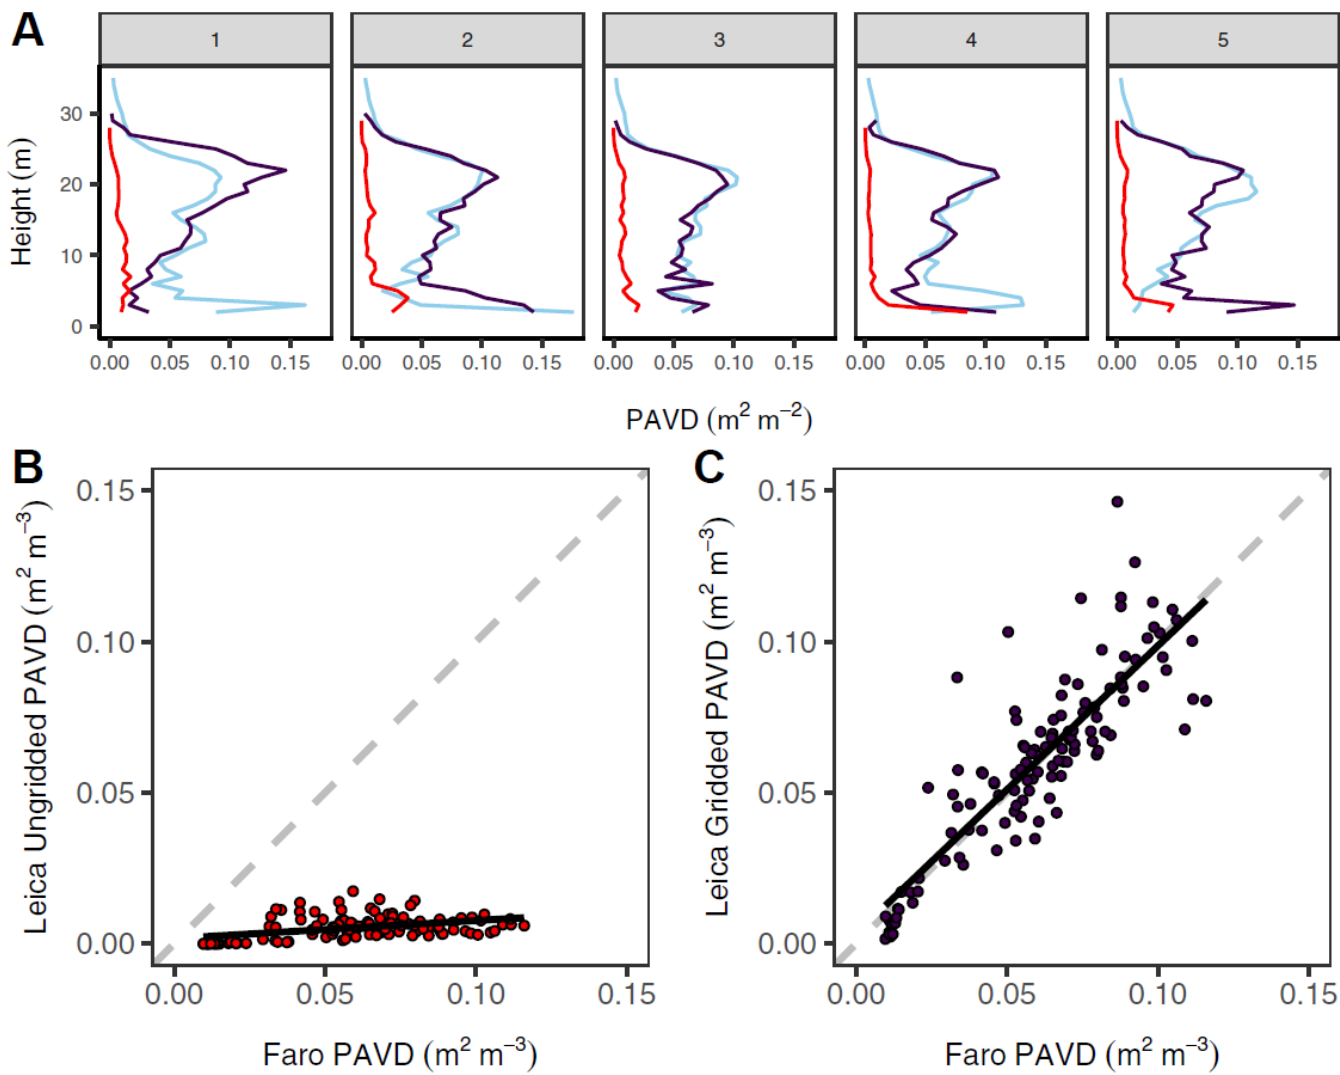 A
1 2 3 4 5
Height (m)
30
20
10
0
0.00 0.05 0.10 0.15 0.00 0.05 0.10 0.15 0.00 0.05 0.10 0.15 0.00 0.05 0.10 0.15 0.00 0.05 0.10 0.15
PAVD (m² m⁻²)
B
Leica Ungridded PAVD (m² m⁻³)
0.15
0.10
0.05
0.00
0.00 0.05 0.10 0.15
Faro PAVD (m² m⁻³)
C
Leica Gridded PAVD (m² m⁻³)
0.15
0.10
0.05
0.00
0.00 0.05 0.10 0.15
Faro PAVD (m² m⁻³)